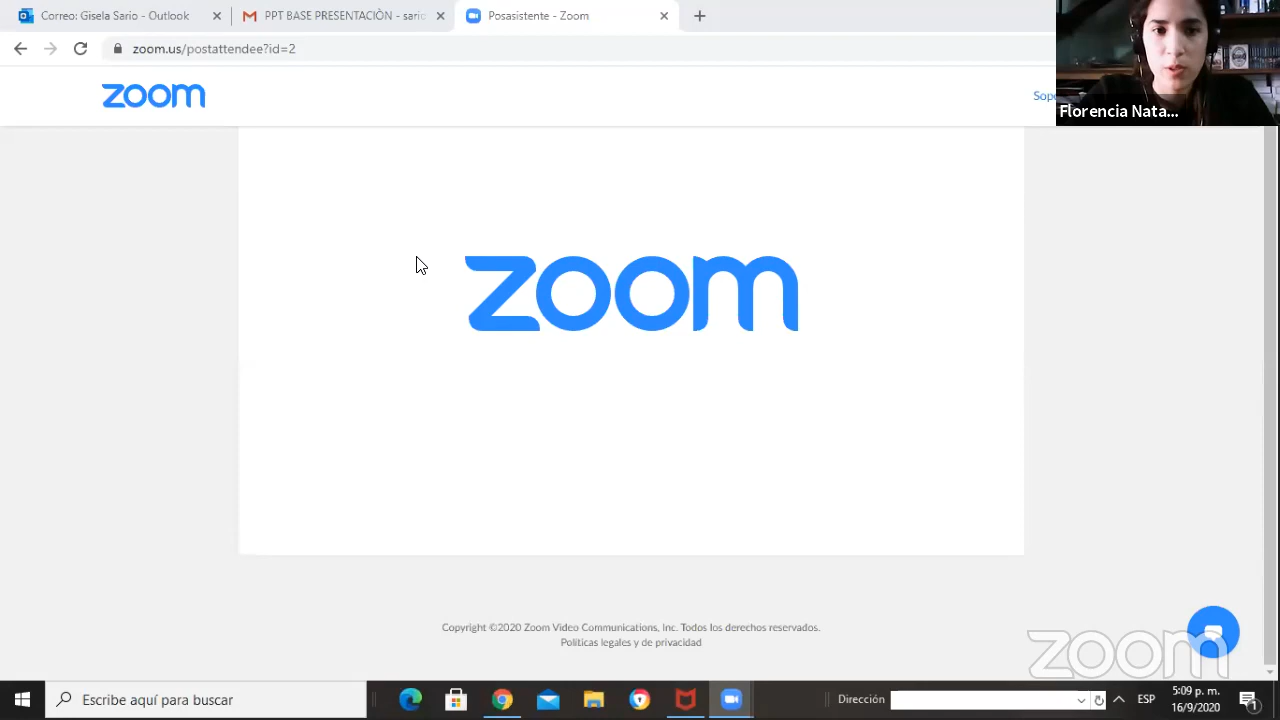 Correo: Gisela Sario - Outlook
PPT BASE PRESENTACIÒN - sario
Posasistente - Zoom
zoom.us/postattendee?id=2
zoom
Sopo
Florencia Nata...
zoom
Copyright ©2020 Zoom Video Communications, Inc. Todos los derechos reservados.
Políticas legales y de privacidad
zoom
Escribe aquí para buscar
Dirección
ESP
5:09 p. m.
16/9/2020
1